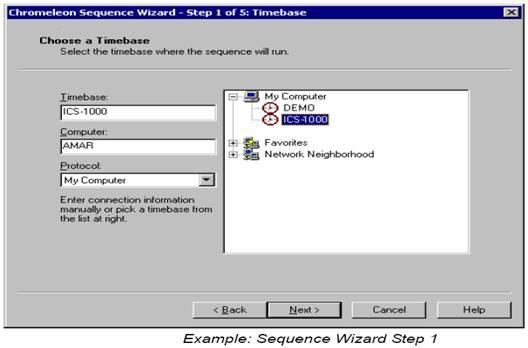 Chromeleon Sequence Wizard - Step 1 of 5: Timebase
Choose a Timebase
Select the timebase where the sequence will run.
Timebase:
ICS-1000
Computer:
AMAR
Protocol:
My Computer
Enter connection information
manually or pick a timebase from
the list at right.
My Computer
DEMO
ICS-1000
Favorites
Network Neighborhood
< Back
Next >
Cancel
Help
Example: Sequence Wizard Step 1